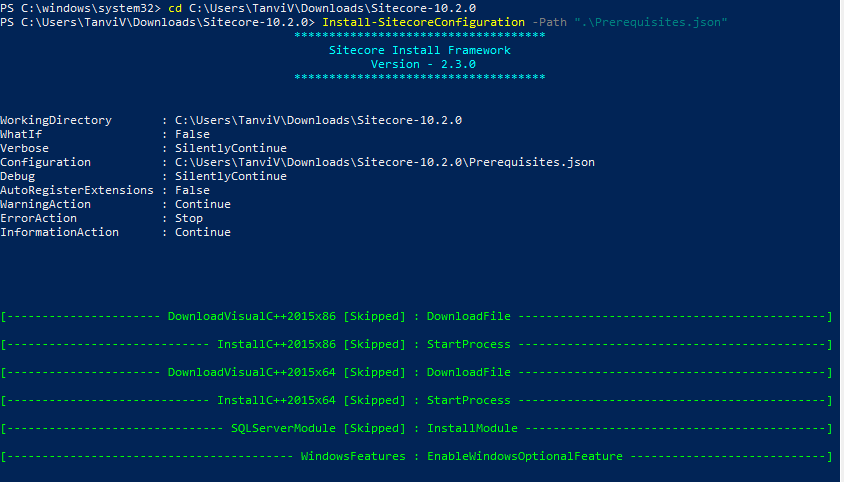 PS C:\windows\system32> cd C:\Users\TanviV\Downloads\Sitecore-10.2.0
PS C:\Users\TanviV\Downloads\Sitecore-10.2.0> Install-SitecoreConfiguration -Path ".\Prerequisites.json"
************************************
Sitecore Install Framework
Version - 2.3.0
************************************
WorkingDirectory       : C:\Users\TanviV\Downloads\Sitecore-10.2.0
WhatIf                 : False
Verbose                : SilentlyContinue
Configuration          : C:\Users\TanviV\Downloads\Sitecore-10.2.0\Prerequisites.json
Debug                  : SilentlyContinue
AutoRegisterExtensions : False
WarningAction          : Continue
ErrorAction            : Stop
InformationAction      : Continue
[---------------------- DownloadVisualC++2015x86 [Skipped] : DownloadFile --------------------------------------------]
[----------------------------- InstallC++2015x86 [Skipped] : StartProcess --------------------------------------------]
[---------------------- DownloadVisualC++2015x64 [Skipped] : DownloadFile --------------------------------------------]
[----------------------------- InstallC++2015x64 [Skipped] : StartProcess --------------------------------------------]
[------------------------------- SQLServerModule [Skipped] : InstallModule -------------------------------------------]
[----------------------------------------- WindowsFeatures : EnableWindowsOptionalFeature ----------------------------]